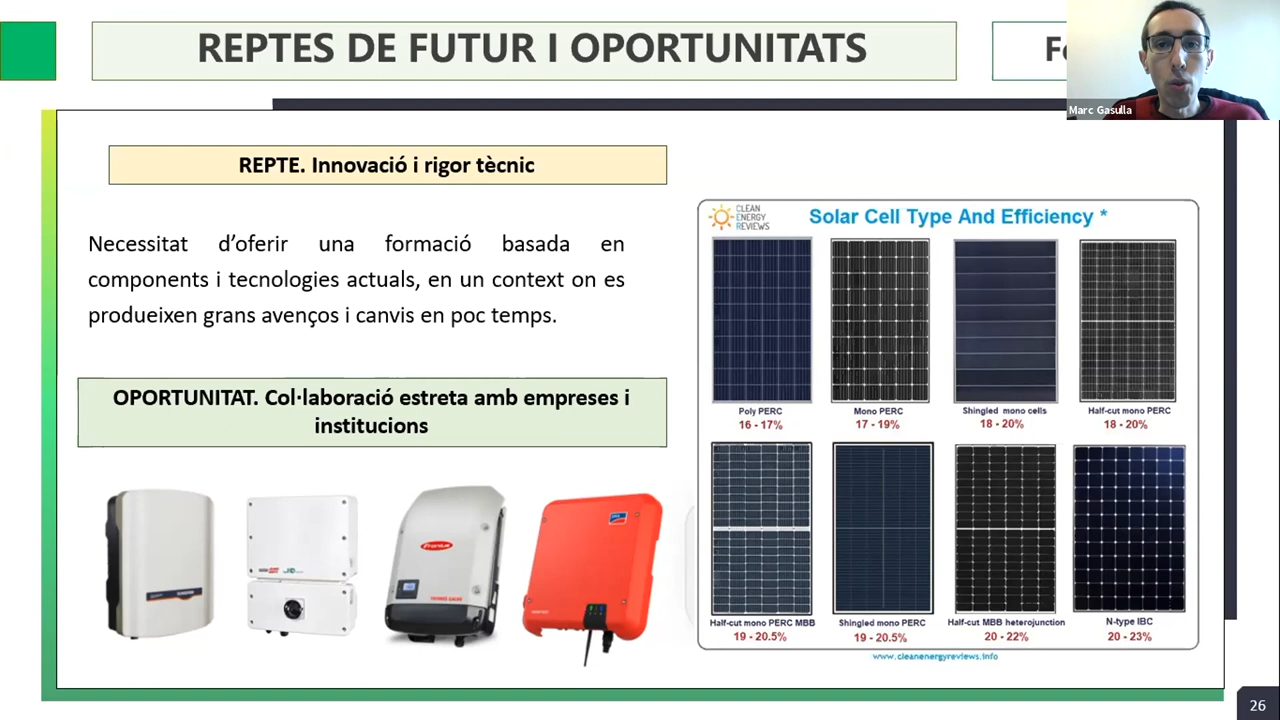 REPTES DE FUTUR I OPORTUNITATS
Marc Gasulla
REPTE. Innovació i rigor tècnic
Necessitat d’oferir una formació basada en
components i tecnologies actuals, en un context on es
produeixen grans avenços i canvis en poc temps.
OPORTUNITAT. Col·laboració estreta amb empreses i
institucions
Fronius
CLEAN
ENERGY
REVIEWS
Solar Cell Type And Efficiency *
Poly PERC
16 - 17%
Mono PERC
17 - 19%
Shingled mono cells
18 - 20%
Half-cut mono PERC
18 - 20%
Half-cut mono PERC MBB
19 - 20.5%
Shingled mono PERC
19 - 20.5%
Half-cut MBB heterojunction
20 - 22%
N-type IBC
20 - 23%
www.cleanenergyreviews.info
26